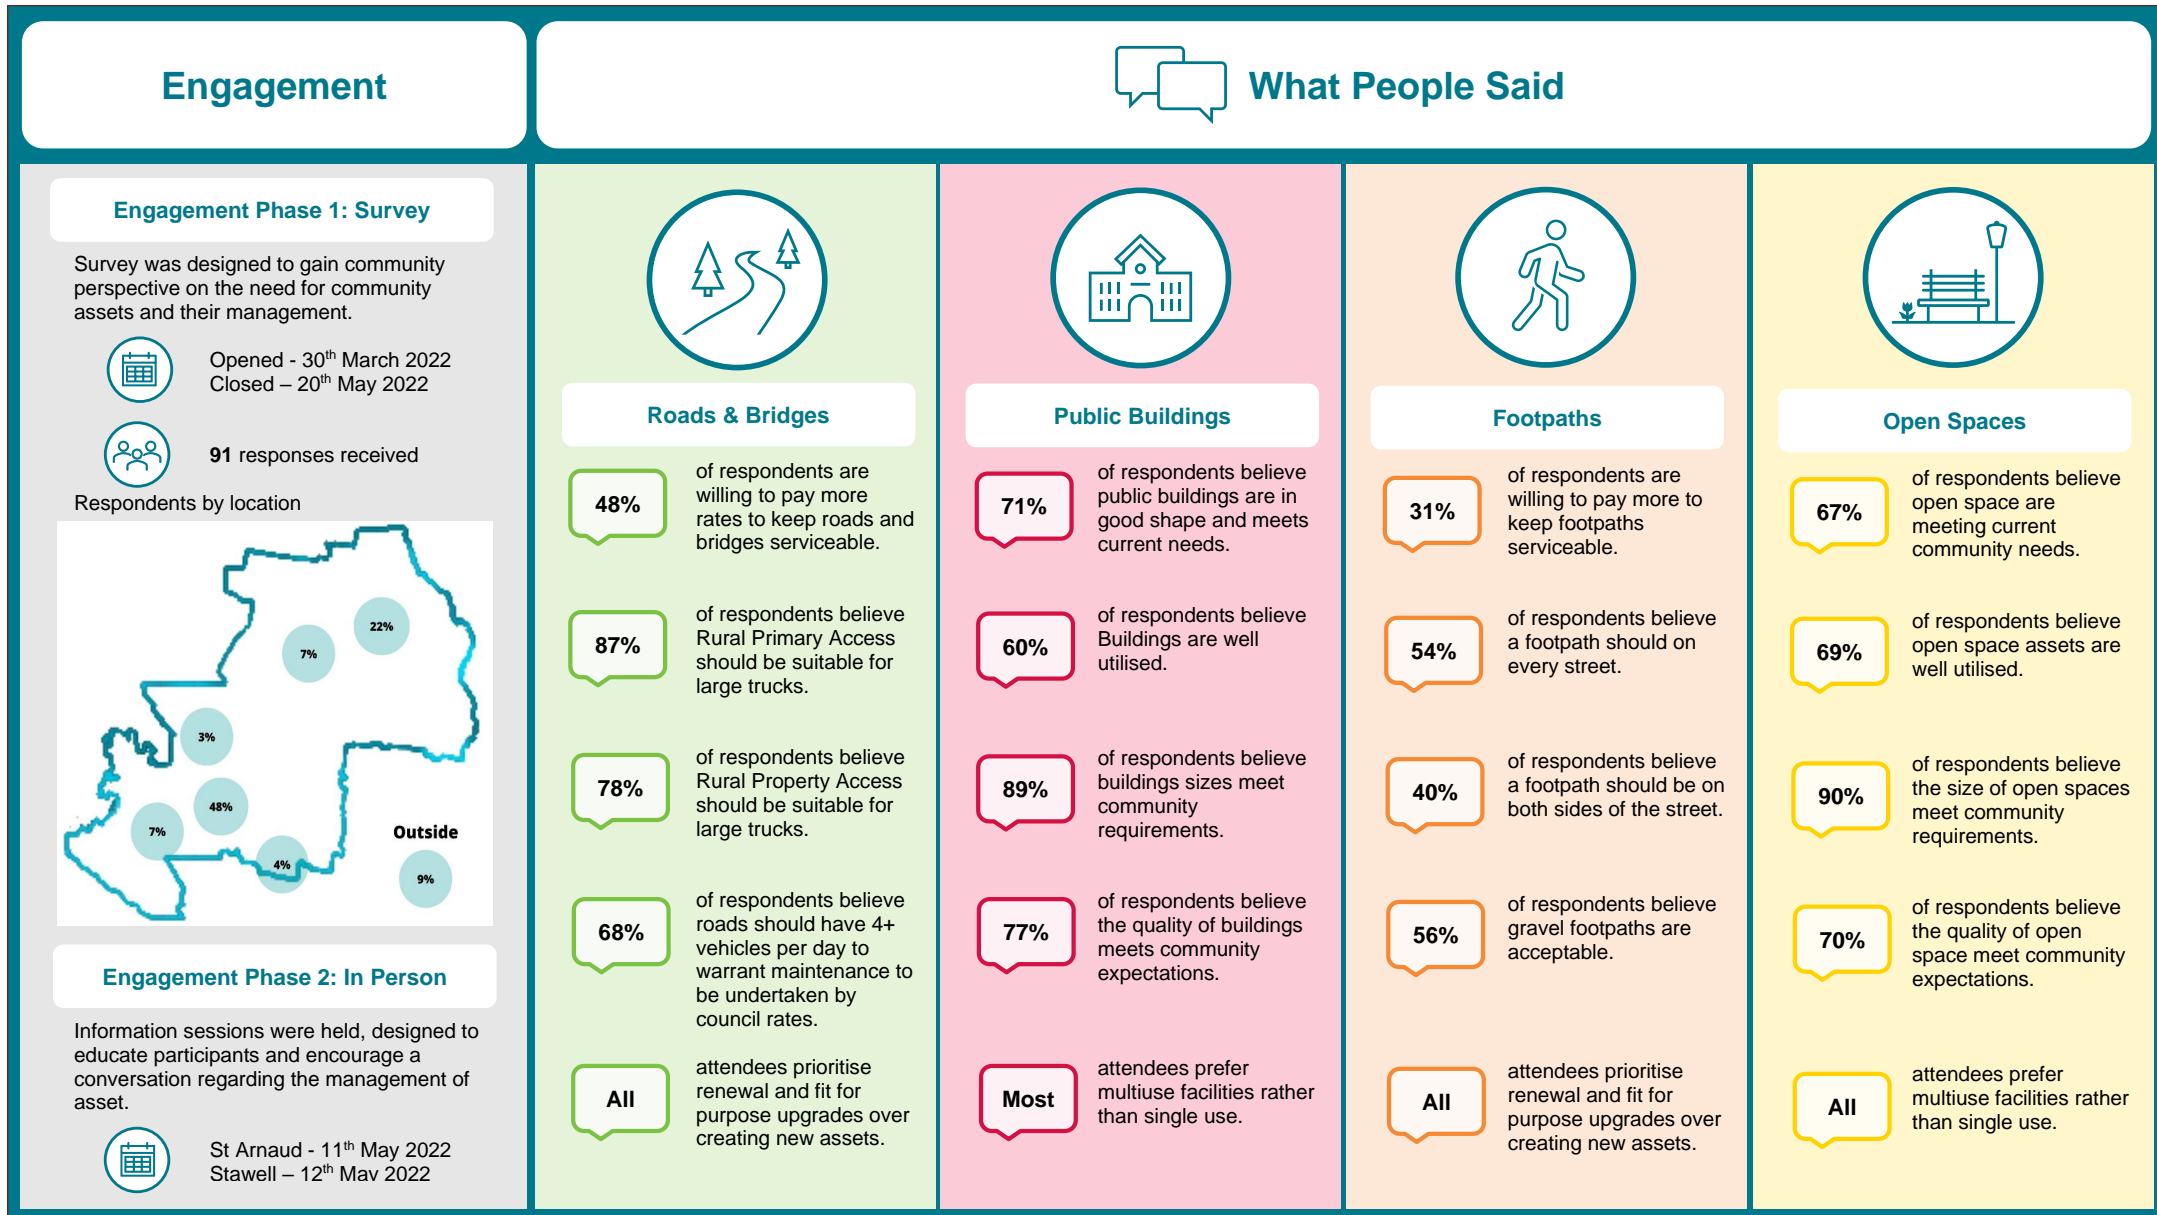 Engagement
What People Said
Engagement Phase 1: Survey
Survey was designed to gain community
perspective on the need for community
assets and their management.
Opened - 30th March 2022
Closed – 20th May 2022
91 responses received
Respondents by location
22%
7%
3%
48%
7%
4%
Outside
9%
Engagement Phase 2: In Person
Information sessions were held, designed to
educate participants and encourage a
conversation regarding the management of
asset.
St Arnaud - 11th May 2022
Stawell – 12th May 2022
Roads & Bridges
48%
of respondents are
willing to pay more
rates to keep roads and
bridges serviceable.
87%
of respondents believe
Rural Primary Access
should be suitable for
large trucks.
78%
of respondents believe
Rural Property Access
should be suitable for
large trucks.
68%
of respondents believe
roads should have 4+
vehicles per day to
warrant maintenance to
be undertaken by
council rates.
All
attendees prioritise
renewal and fit for
purpose upgrades over
creating new assets.
Public Buildings
71%
of respondents believe
public buildings are in
good shape and meets
current needs.
60%
of respondents believe
Buildings are well
utilised.
89%
of respondents believe
buildings sizes meet
community
requirements.
77%
of respondents believe
the quality of buildings
meets community
expectations.
Most
attendees prefer
multiuse facilities rather
than single use.
Footpaths
31%
of respondents are
willing to pay more to
keep footpaths
serviceable.
54%
of respondents believe
a footpath should on
every street.
40%
of respondents believe
a footpath should be on
both sides of the street.
56%
of respondents believe
gravel footpaths are
acceptable.
All
attendees prioritise
renewal and fit for
purpose upgrades over
creating new assets.
Open Spaces
67%
of respondents believe
open space are
meeting current
community needs.
69%
of respondents believe
open space assets are
well utilised.
90%
of respondents believe
the size of open spaces
meet community
requirements.
70%
of respondents believe
the quality of open
space meet community
expectations.
All
attendees prefer
multiuse facilities rather
than single use.